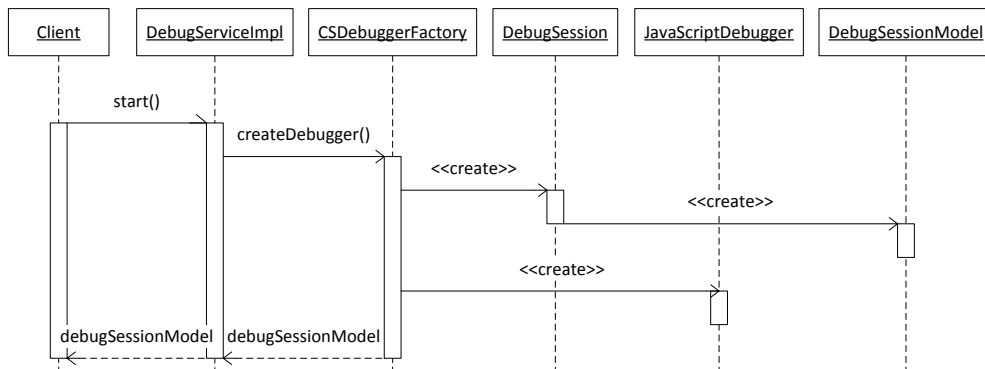 Client
DebugServiceImpl
CSDebuggerFactory
DebugSession
JavaScriptDebugger
DebugSessionModel
start()
createDebugger()
<<create>>
<<create>>
<<create>>
debugSessionModel
debugSessionModel